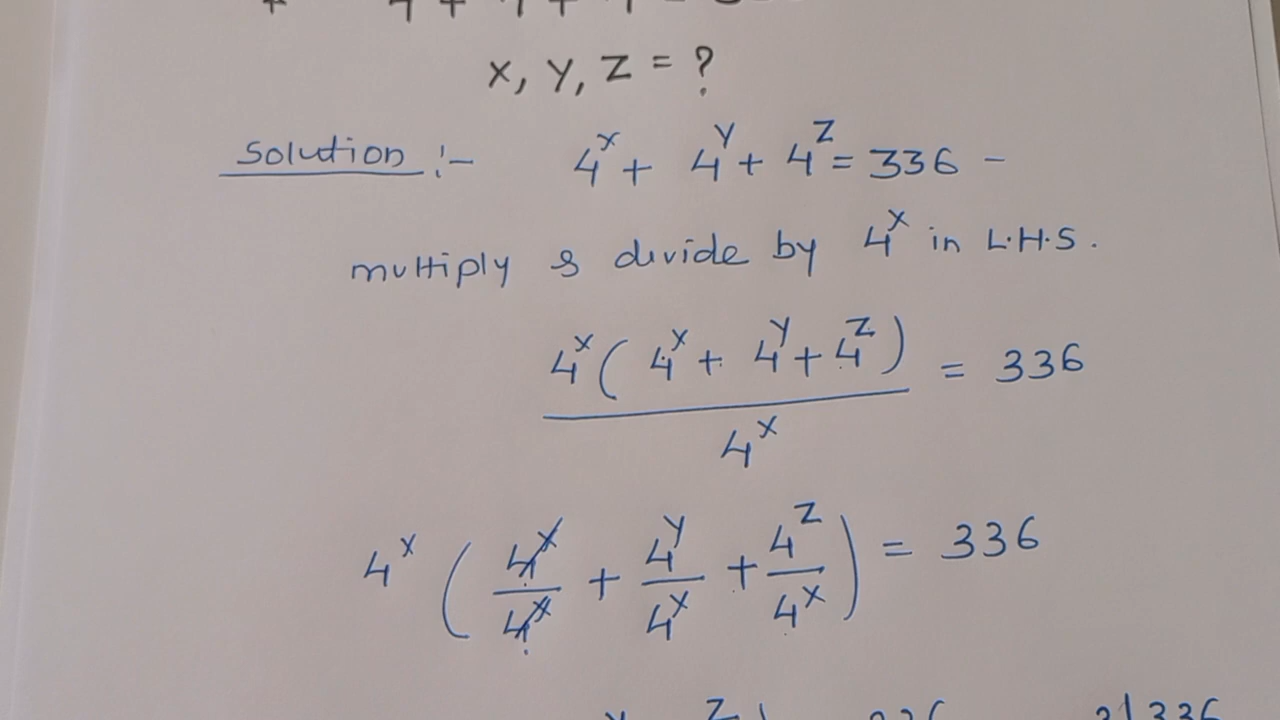 x, y, z = ?
Solution :-
4^x + 4^y + 4^z = 336 -
multiply & divide by 4^x in L.H.S.
4^x ( 4^x + 4^y + 4^z ) / 4^x = 336
4^x ( 4^x/4^x + 4^y/4^x + 4^z/4^x ) = 336